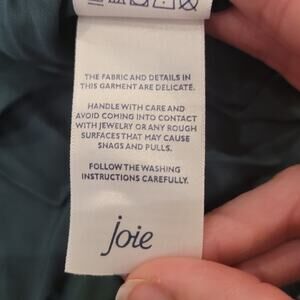 THE FABRIC AND DETAILS IN
THIS GARMENT ARE DELICATE.
HANDLE WITH CARE AND
AVOID COMING INTO CONTACT
WITH JEWELRY OR ANY ROUGH
SURFACES THAT MAY CAUSE
SNAGS AND PULLS.
FOLLOW THE WASHING
INSTRUCTIONS CAREFULLY.
joie